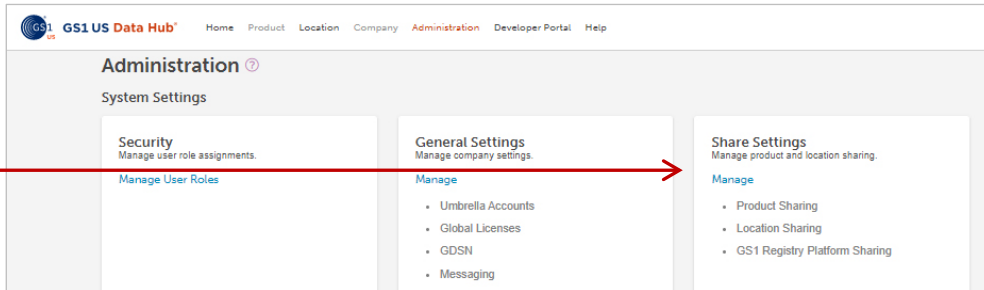 GS1 US
GS1 US Data Hub® Home Product Location Company Administration Developer Portal Help
Administration ?
System Settings
Security
Manage user role assignments.
Manage User Roles
General Settings
Manage company settings.
Manage
• Umbrella Accounts
• Global Licenses
• GDSN
• Messaging
Share Settings
Manage product and location sharing.
Manage
• Product Sharing
• Location Sharing
• GS1 Registry Platform Sharing